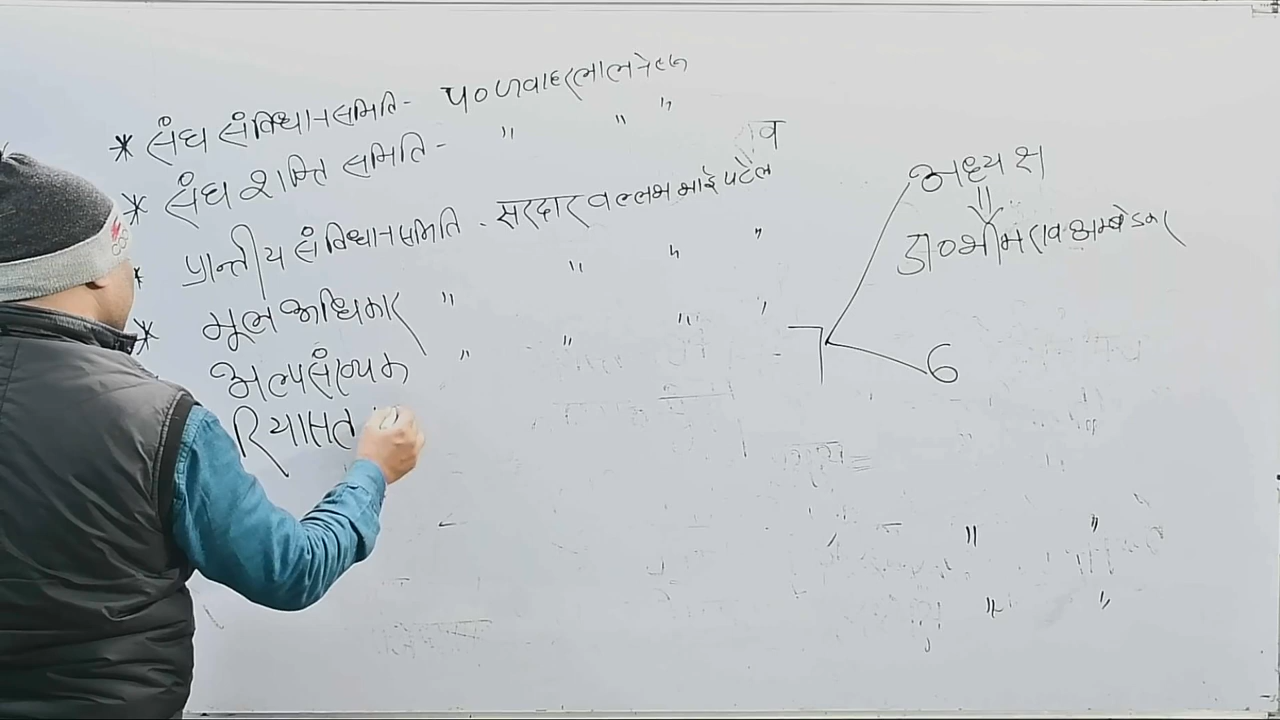 * संघ संविधान समिति - प० जवाहर लाल नेहरू
* संघ शक्ति समिति - " " "
प्रान्तीय संविधान समिति - सरदार वल्लभ भाई पटेल
व
* मूल अधिकार " " " "
अल्पसंख्यक " " " "
रियासत
अध्यक्ष
डा० भीमराव अम्बेडकर
7
6
" "
" "